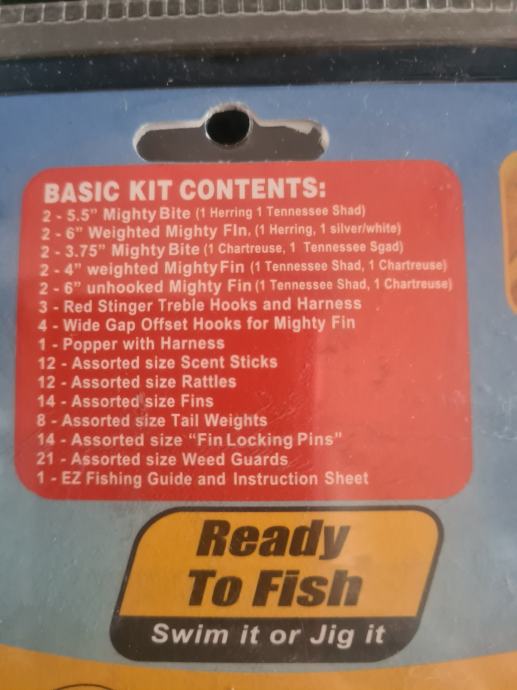 BASIC KIT CONTENTS:
2 - 5.5” Mighty Bite (1 Herring 1 Tennessee Shad)
2 - 6” Weighted Mighty FIn. (1 Herring, 1 silver/white)
2 - 3.75” Mighty Bite (1 Chartreuse, 1 Tennessee Sgad)
2 - 4” weighted MightyFin (1 Tennessee Shad, 1 Chartreuse)
2 - 6” unhooked Mighty Fin (1 Tennessee Shad, 1 Chartreuse)
3 - Red Stinger Treble Hooks and Harness
4 - Wide Gap Offset Hooks for Mighty Fin
1 - Popper with Harness
12 - Assorted size Scent Sticks
12 - Assorted size Rattles
14 - Assorted size Fins
8 - Assorted size Tail Weights
14 - Assorted size “Fin Locking Pins”
21 - Assorted size Weed Guards
1 - EZ Fishing Guide and Instruction Sheet
Ready
To Fish
Swim it or Jig it